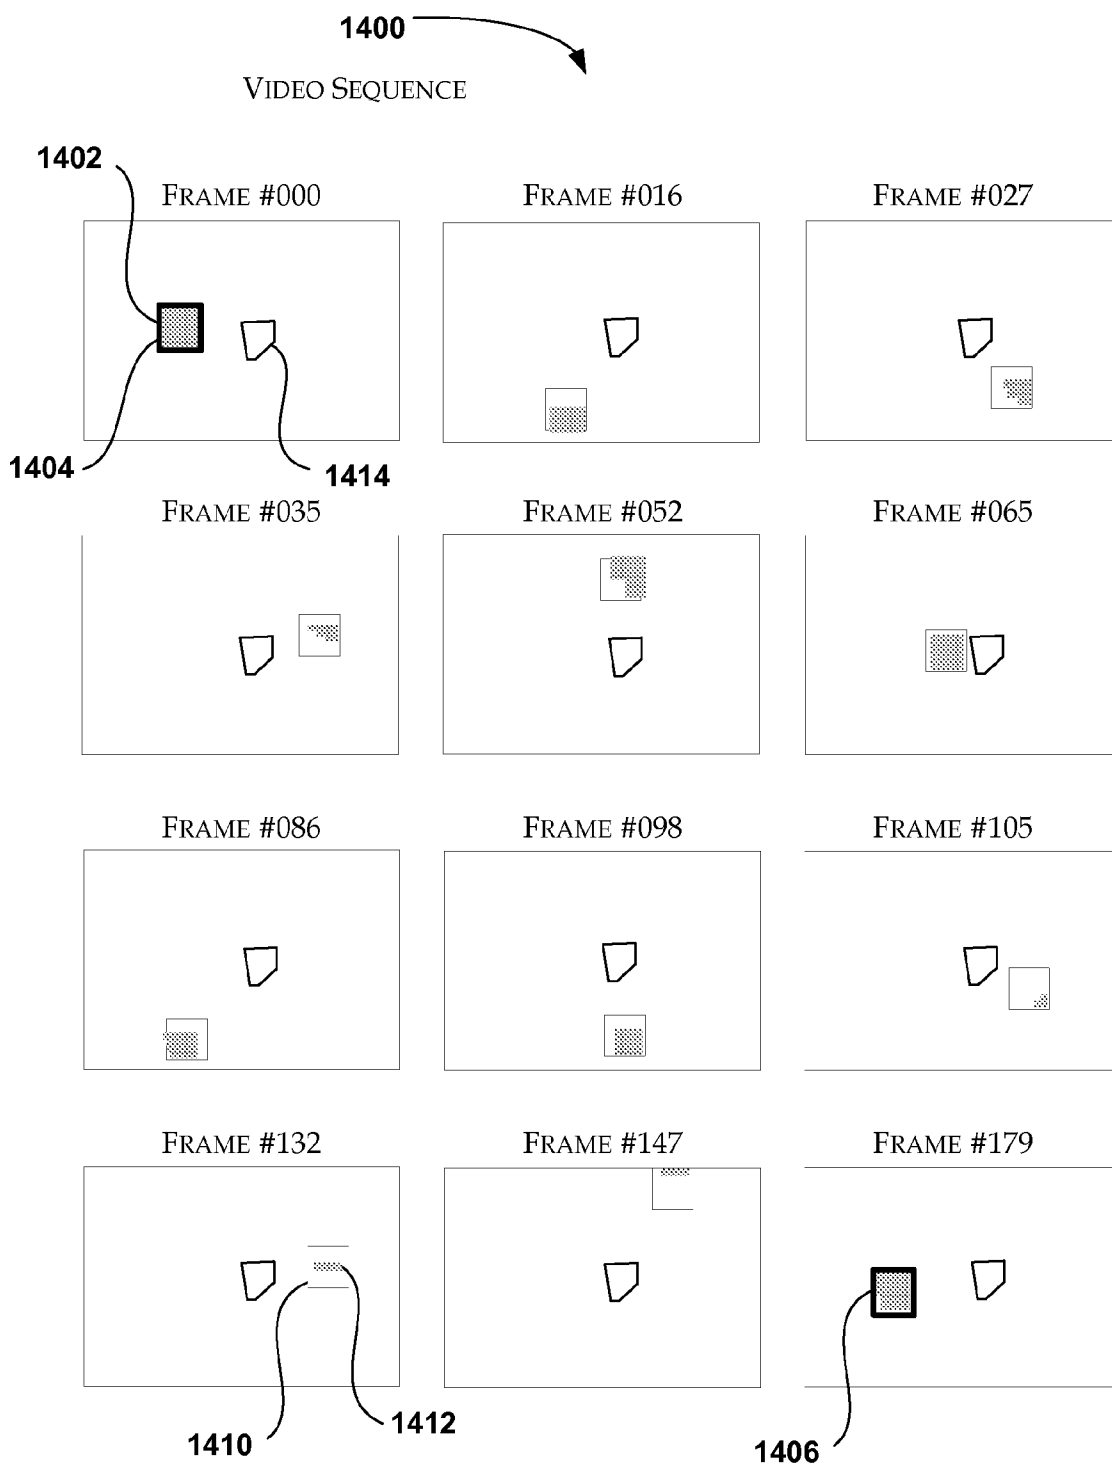 1400
VIDEO SEQUENCE
1402
FRAME #000 FRAME #016 FRAME #027
1404 1414
FRAME #035 FRAME #052 FRAME #065
FRAME #086 FRAME #098 FRAME #105
FRAME #132 FRAME #147 FRAME #179
1410 1412 1406